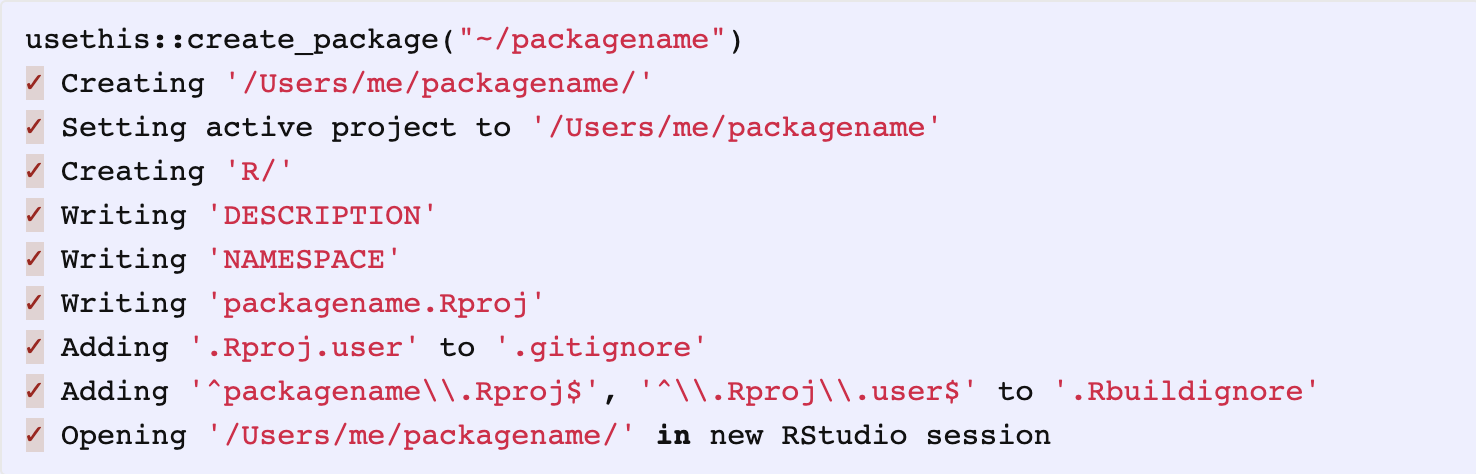 usethis::create_package("~/packagename")
✓ Creating '/Users/me/packagename/'
✓ Setting active project to '/Users/me/packagename'
✓ Creating 'R/'
✓ Writing 'DESCRIPTION'
✓ Writing 'NAMESPACE'
✓ Writing 'packagename.Rproj'
✓ Adding '.Rproj.user' to '.gitignore'
✓ Adding '^packagename\\.Rproj$', '^\\.Rproj\\.user$' to '.Rbuildignore'
✓ Opening '/Users/me/packagename/' in new RStudio session